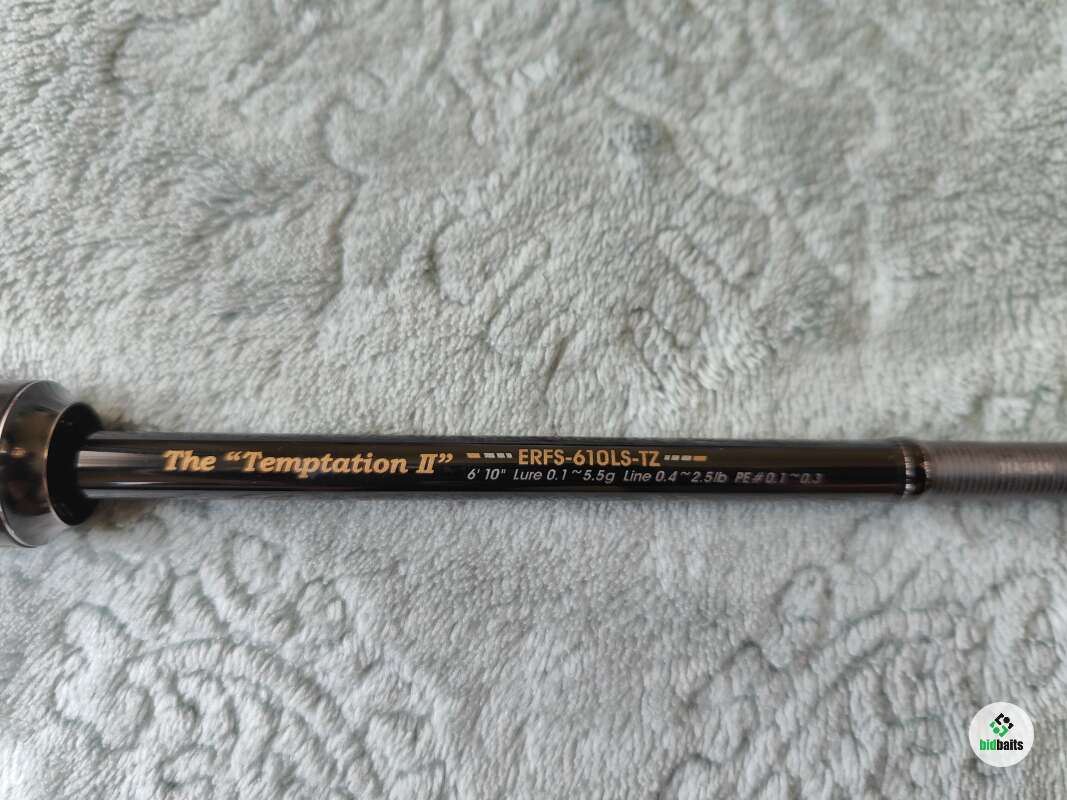 The “Temptation II” ERFS-610LS-TZ
6' 10" Lure 0.1~5.5g Line 0.4~2.5lb PE#0.1~0.3
bidbaits